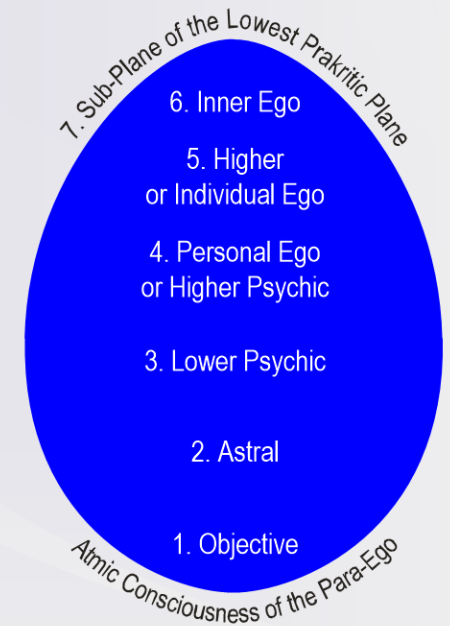 7. Sub-Plane of the Lowest Prakritic Plane
6. Inner Ego
5. Higher
or Individual Ego
4. Personal Ego
or Higher Psychic
3. Lower Psychic
2. Astral
1. Objective
Atmic Consciousness of the Para-Ego